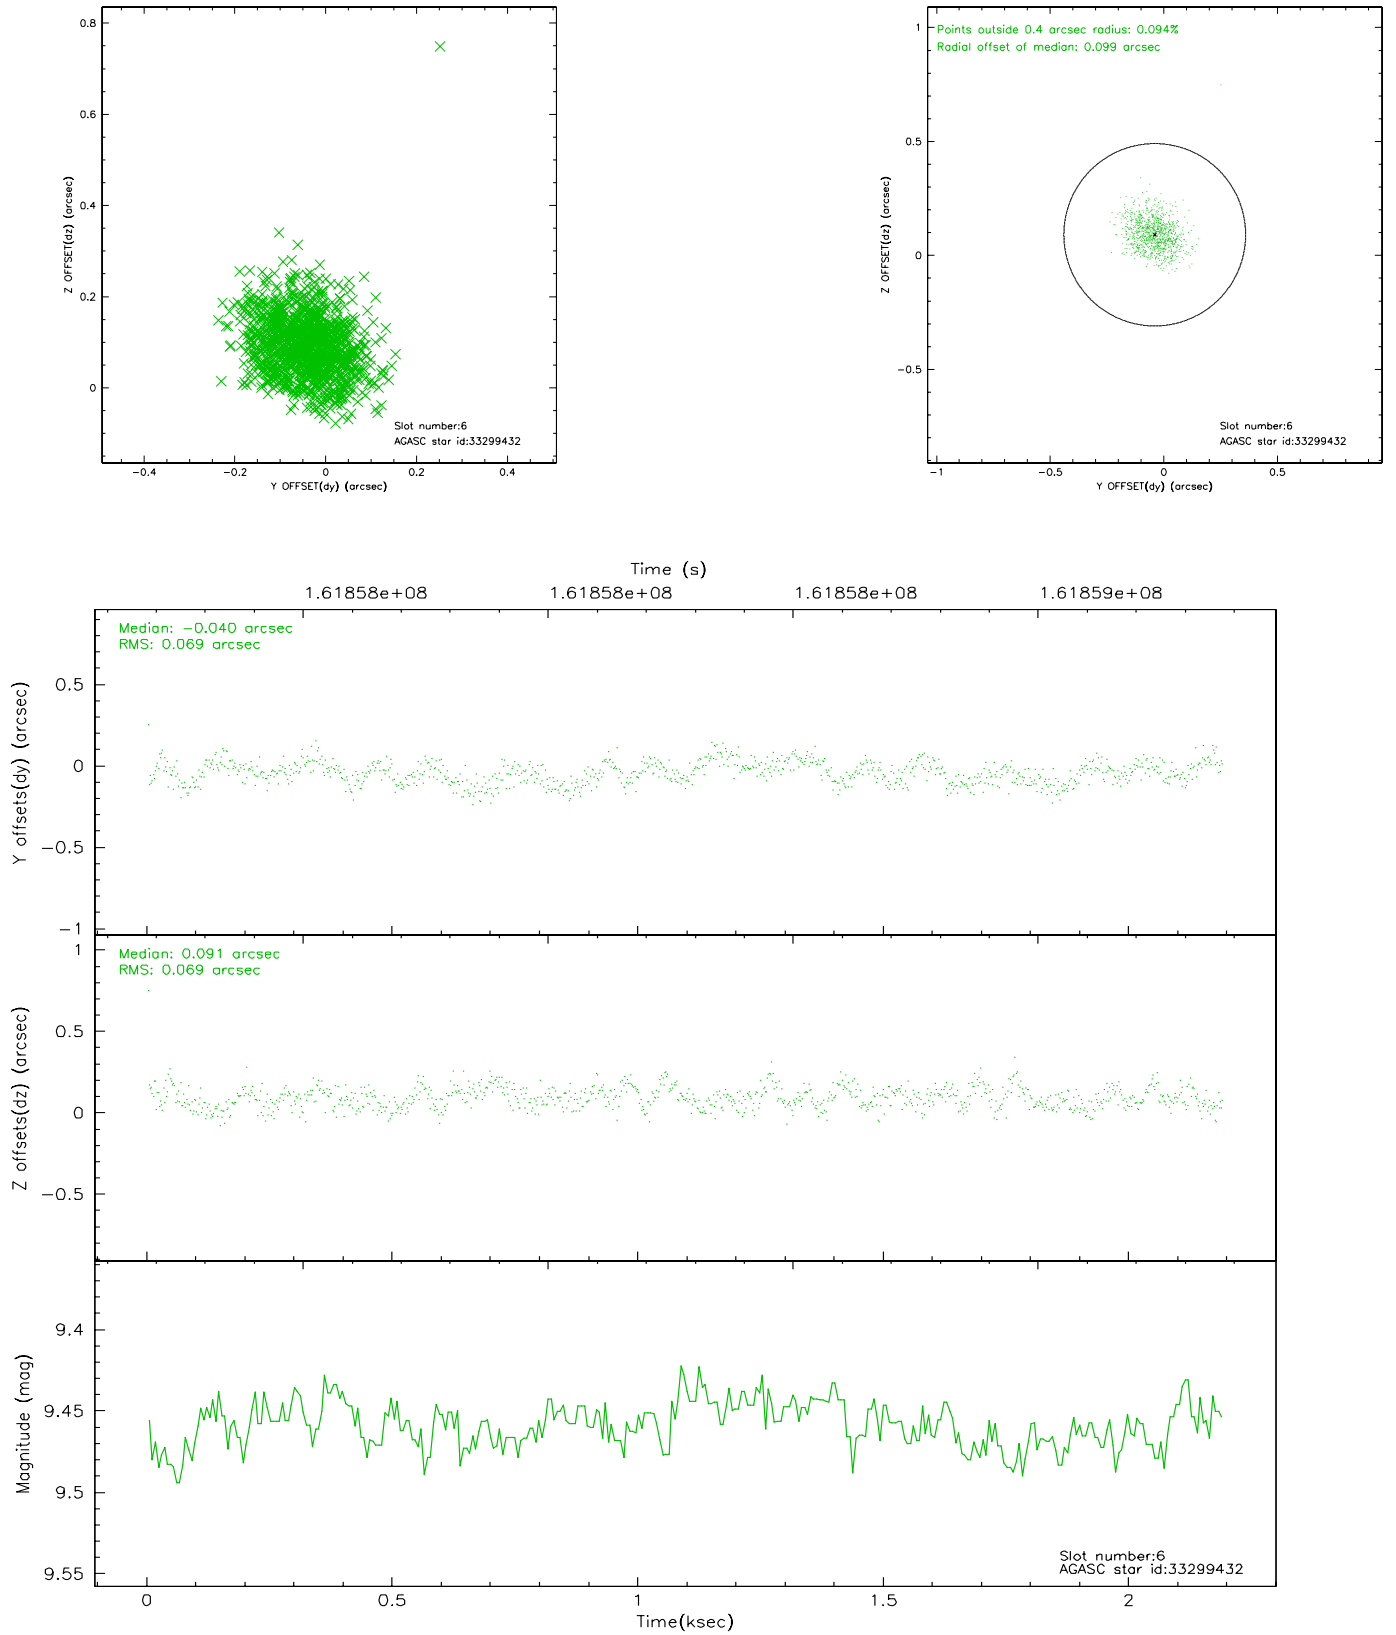 0.8
0.6
0.4
0.2
0
Z OFFSET(dz) (arcsec)
−0.4
−0.2
0
0.2
0.4
Y OFFSET(dy) (arcsec)
Slot number:6
AGASC star id:33299432
Points outside 0.4 arcsec radius: 0.094%
Radial offset of median: 0.099 arcsec
1
0.5
0
−0.5
Z OFFSET(dz) (arcsec)
−1
−0.5
0
0.5
Y OFFSET(dy) (arcsec)
Slot number:6
AGASC star id:33299432
Time (s)
1.61858e+08
1.61858e+08
1.61858e+08
1.61859e+08
Median: −0.040 arcsec
RMS: 0.069 arcsec
0.5
0
−0.5
−1
Y offsets(dy) (arcsec)
Median: 0.091 arcsec
RMS: 0.069 arcsec
1
0.5
0
−0.5
Z offsets(dz) (arcsec)
9.4
9.45
9.5
9.55
Magnitude (mag)
Slot number:6
AGASC star id:33299432
0
0.5
1
1.5
2
Time(ksec)